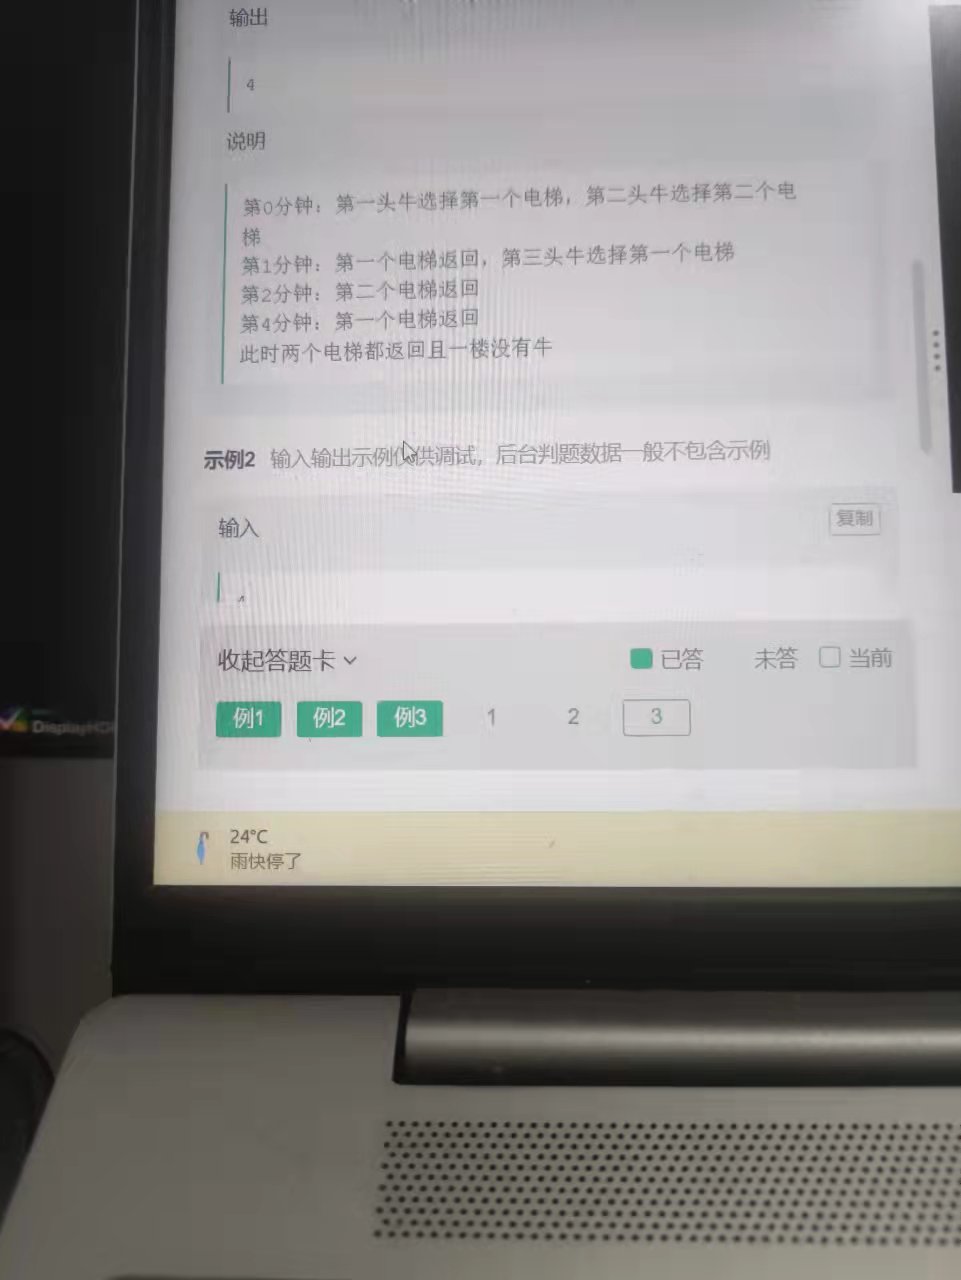 输出
4
说明
第0分钟：第一头牛选择第一个电梯，第二头牛选择第二个电
梯
第1分钟：第一个电梯返回，第三头牛选择第一个电梯
第2分钟：第二个电梯返回
第4分钟：第一个电梯返回
此时两个电梯都返回且一楼没有牛
示例2 输入输出示例仅供调试，后台判题数据一般不包含示例
输入 复制
收起答题卡 已答 未答 当前
例1 例2 例3 1 2 3
24°C
雨快停了